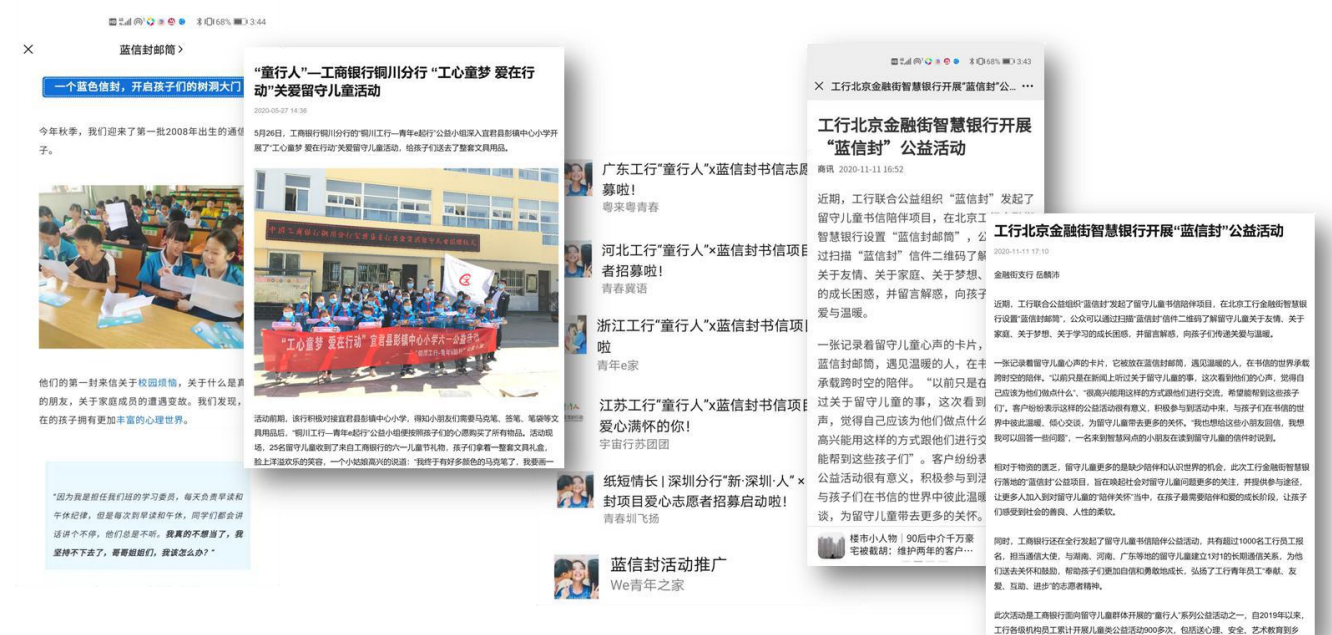 68% 3:44
蓝信封邮筒
一个蓝色信封，开启孩子们的树洞大门
今年秋季，我们迎来了第一批2008年出生的通信
子。
他们的第一封来信关于校园烦恼，关于什么是真
的朋友，关于家庭成员的遭遇变故。我们发现，
在的孩子拥有更加丰富的心理世界。
"因为我是担任我们班的学习委员，每天负责早读和
午休纪律，但是每次到早读和午休，同学们都会讲
话讲个不停，他们总是不听。我真的不想当了，我
坚持不下去了，哥哥姐姐们，我该怎么办？"
“童行人”—工商银行铜川分行 “工心童梦 爱在行
动”关爱留守儿童活动
2020-05-27 14:36
5月26日，工商银行铜川分行的“铜川工行—青年e起行”公益小组深入宜君县彭镇中心小学开
展了“工心童梦 爱在行动”关爱留守儿童活动，给孩子们送去了整套文具用品。
“工心童梦 爱在行动”宜君县彭镇中心小学六一公益活动
活动前期，该行积极对接宜君县彭镇中心小学，得知小朋友们需要马克笔、签笔、笔袋等文
具用品后，“铜川工行—青年e起行”公益小组便按照孩子们的心愿购买了所有物品。活动现
场，25名留守儿童收到了来自工商银行的六一儿童节礼物，孩子们拿着一整套文具礼盒，
脸上洋溢欢乐的笑容，一个小姑娘高兴的说道：“我终于有好多颜色的马克笔了，我要画一
广东工行“童行人”x蓝信封书信志愿
募啦！
粤来粤青春
河北工行“童行人”×蓝信封书信项目
者招募啦！
青春冀语
浙江工行“童行人”x蓝信封书信项
啦
青年e家
江苏工行“童行人”x蓝信封书信项目
爱心满怀的你！
宇宙行苏团团
纸短情长 | 深圳分行“新·深圳·人” ×
封项目爱心志愿者招募启动啦！
青春圳飞扬
蓝信封活动推广
We青年之家
68% 3:43
工行北京金融街智慧银行开展“蓝信封”公...
工行北京金融街智慧银行开展
“蓝信封”公益活动
商讯 2020-11-11 16:52
近期，工行联合公益组织“蓝信封”发起了
留守儿童书信陪伴项目，在北京工
智慧银行设置“蓝信封邮筒”，公
过扫描“蓝信封”信件二维码了解
关于友情、关于家庭、关于梦想、
的成长困惑，并留言解惑，向孩子
爱与温暖。
一张记录着留守儿童心声的卡片，
蓝信封邮筒，遇见温暖的人，在书
承载跨时空的陪伴。“以前只是在
过关于留守儿童的事，这次看到
声，觉得自己应该为他们做点什么
高兴能用这样的方式跟他们进行交
能帮到这些孩子们”。客户纷纷表
公益活动很有意义，积极参与到活
与孩子们在书信的世界中彼此温暖
谈，为留守儿童带去更多的关怀。
楼市小人物｜90后中介千万豪
宅被截胡：维护两年的客户…
工行北京金融街智慧银行开展“蓝信封”公益活动
2020-11-11 17:10
金融街支行 岳麟沛
近期，工行联合公益组织“蓝信封”发起了留守儿童书信陪伴项目，在北京工行金融街智慧银
行设置“蓝信封邮筒”，公众可以通过扫描“蓝信封”信件二维码了解留守儿童关于友情、关于
家庭、关于梦想、关于学习的成长困惑，并留言解惑，向孩子们传递关爱与温暖。
一张记录着留守儿童心声的卡片，它被放在蓝信封邮筒，遇见温暖的人，在书信的世界承载
跨时空的陪伴。“以前只是在新闻上听过关于留守儿童的事，这次看到他们的心声，觉得自
己应该为他们做点什么”、“很高兴能用这样的方式跟他们进行交流，希望能帮到这些孩子
们”。客户纷纷表示这样的公益活动很有意义，积极参与到活动中来，与孩子们在书信的世
界中彼此温暖、倾心交谈，为留守儿童带去更多的关怀。“我也想给这些小朋友回信，我想
我可以回答一些问题”，一名来到智慧网点的小朋友在读到留守儿童的信件时说到。
相对于物资的匮乏，留守儿童更多的是缺少陪伴和认识世界的机会，此次工行金融街智慧银
行落地的“蓝信封”公益项目，旨在唤起社会对留守儿童问题更多的关注，并提供参与途径，
让更多人加入到对留守儿童的“陪伴关怀”当中，在孩子最需要陪伴和爱的成长阶段，让孩子
们感受到社会的善良、人性的柔软。
同时，工商银行还在全行发起了留守儿童书信陪伴公益活动，共有超过1000名工行员工报
名，担当通信大使，与湖南、河南、广东等地的留守儿童建立1对1的长期通信关系，为他
们送去关怀和鼓励，帮助孩子们更加自信和勇敢地成长，弘扬了工行青年员工“奉献、友
爱、互助、进步”的志愿者精神。
此次活动是工商银行面向留守儿童群体开展的“童行人”系列公益活动之一，自2019年以来，
工行各级机构员工累计开展儿童类公益活动900多次，包括送心理、安全、艺术教育到乡